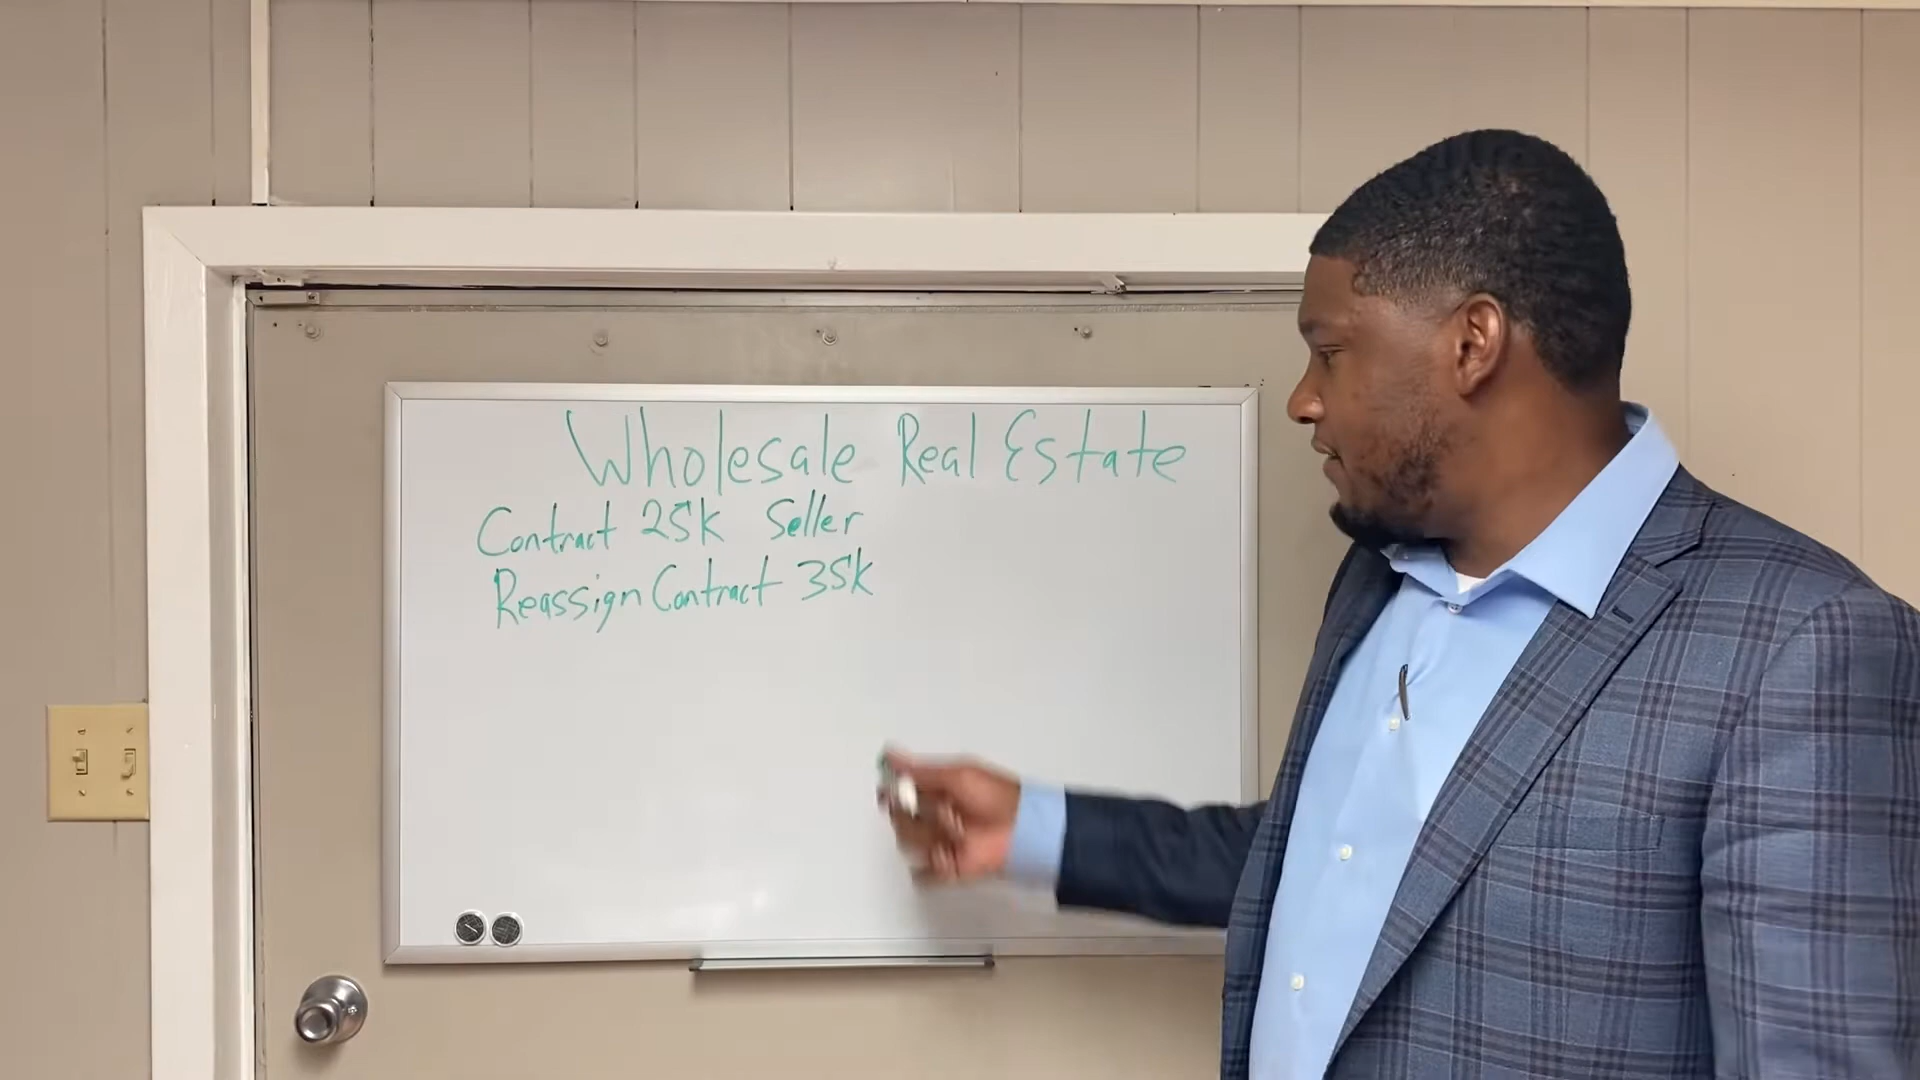 Wholesale Real Estate
Contract 25k Seller
Reassign Contract 35k